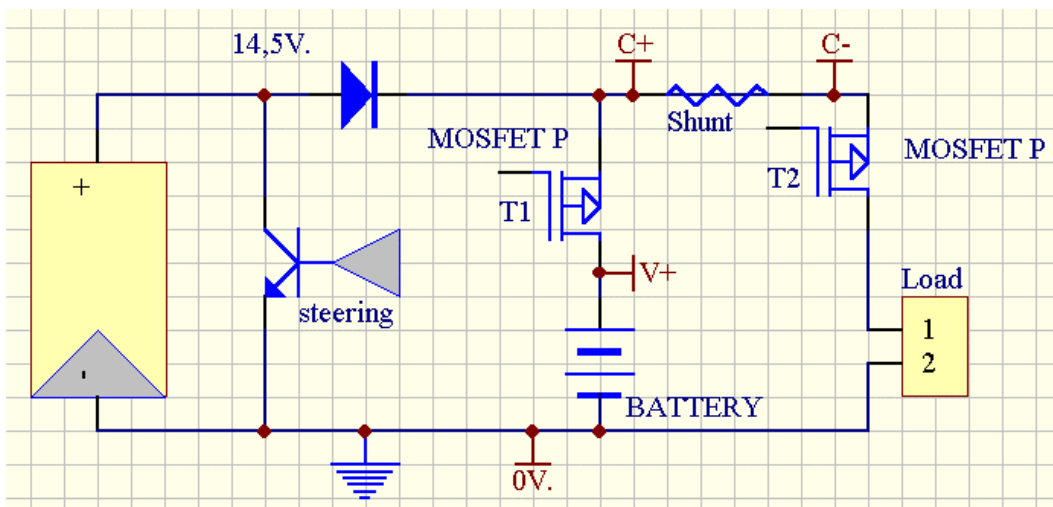 14,5V.
C+
C-
Shunt
MOSFET P
MOSFET P
T1
T2
+
V+
steering
Load
1
2
-
BATTERY
0V.